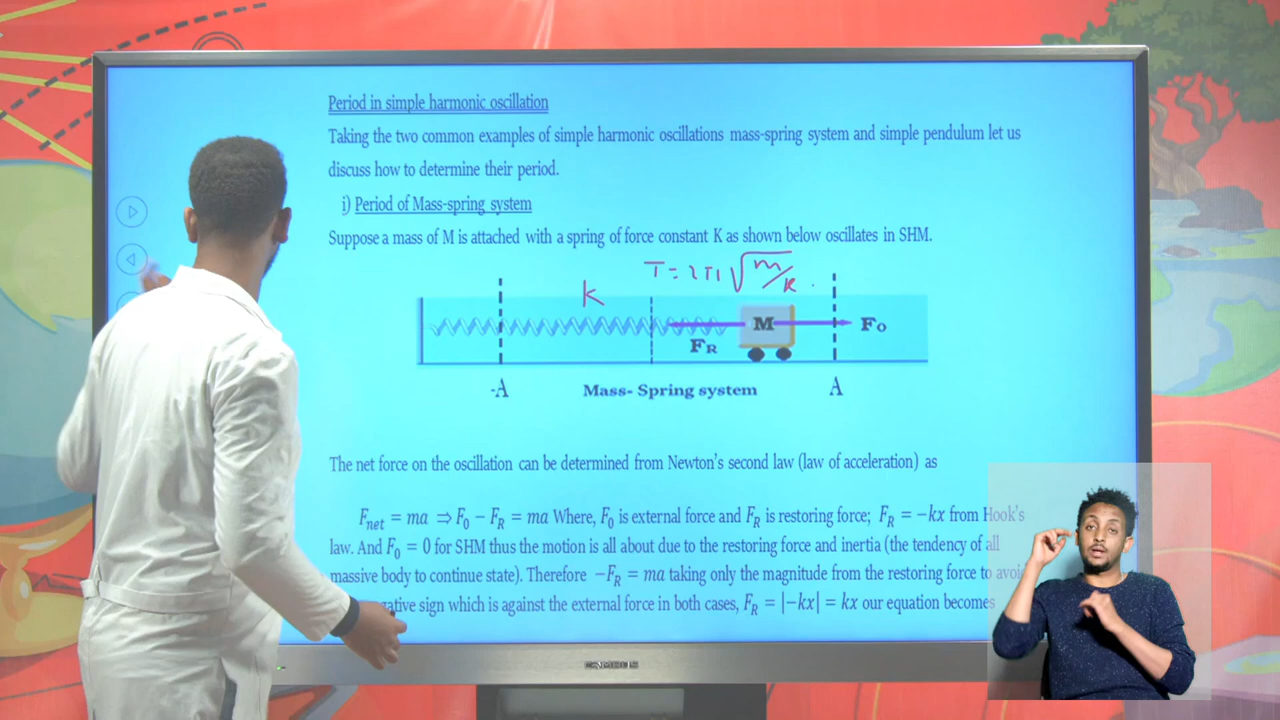 Period in simple harmonic oscillation
Taking the two common examples of simple harmonic oscillations mass-spring system and simple pendulum let us
discuss how to determine their period.
i) Period of Mass-spring system
Suppose a mass of M is attached with a spring of force constant K as shown below oscillates in SHM.
T = 2π √m/k
K
M
F₀
F_R
-A
Mass- Spring system
A
The net force on the oscillation can be determined from Newton's second law (law of acceleration) as
F_net = ma ⇒ F₀ − F_R = ma Where, F₀ is external force and F_R is restoring force; F_R = −kx from Hook's
law. And F₀ = 0 for SHM thus the motion is all about due to the restoring force and inertia (the tendency of all
massive body to continue state). Therefore −F_R = ma taking only the magnitude from the restoring force to avoi
gative sign which is against the external force in both cases, F_R = |−kx| = kx our equation becomes